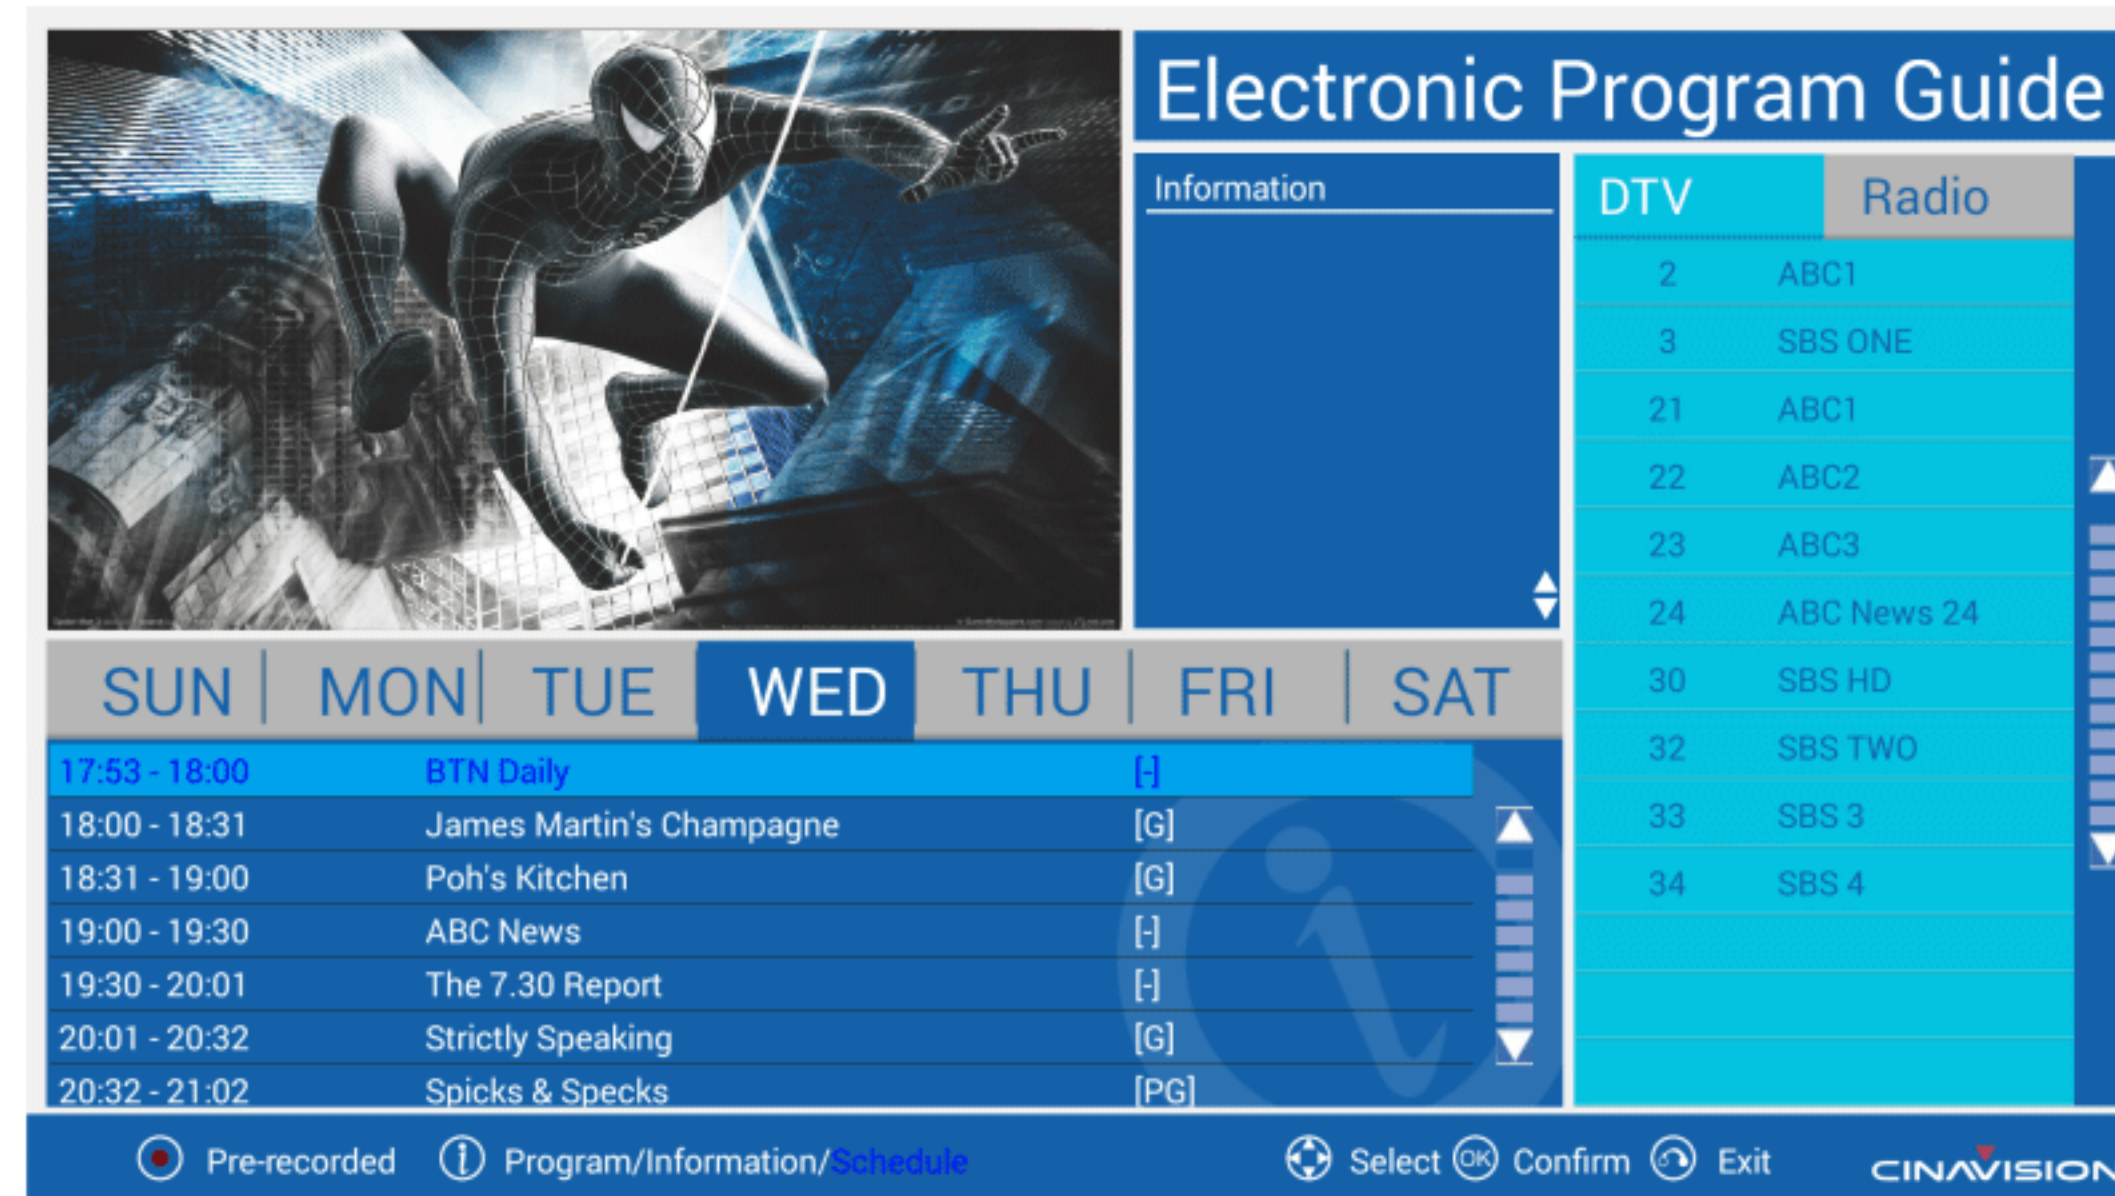 Electronic Program Guide
Information
DTV Radio
2 ABC1
3 SBS ONE
21 ABC1
22 ABC2
23 ABC3
24 ABC News 24
30 SBS HD
32 SBS TWO
33 SBS 3
34 SBS 4
SUN MON TUE WED THU FRI SAT
17:53 - 18:00 BTN Daily [-]
18:00 - 18:31 James Martin's Champagne [G]
18:31 - 19:00 Poh's Kitchen [G]
19:00 - 19:30 ABC News [-]
19:30 - 20:01 The 7.30 Report [-]
20:01 - 20:32 Strictly Speaking [G]
20:32 - 21:02 Spicks & Specks [PG]
Pre-recorded i Program/Information/Schedule Select OK Confirm Exit CINAVISION